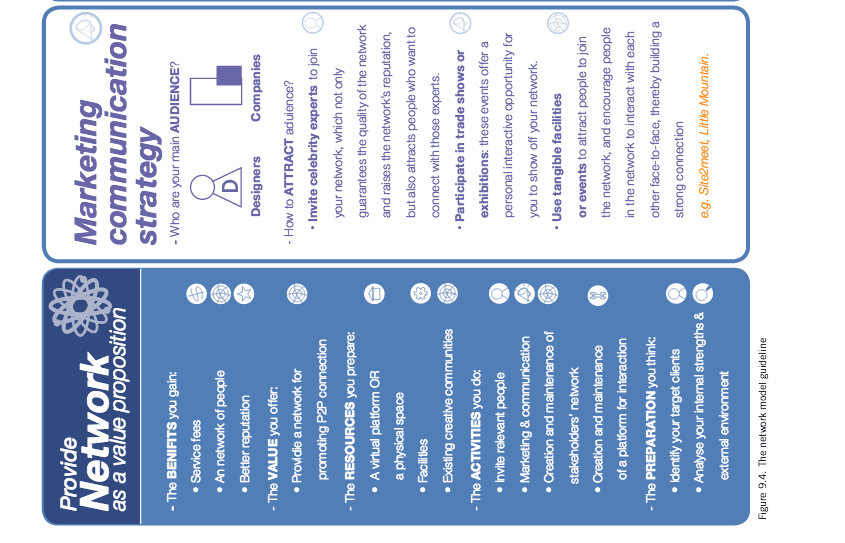 Provide
Network
as a value proposition
- The BENEFITS you gain:
• Service fees
• An network of people
• Better reputation
- The VALUE you offer:
• Providie a network for
promoting P2P connection
- The RESOURCES you prepare:
• A virtual platform OR
a physical space
• Facilities
• Existing creative communities
- The ACTIVITIES you do:
• Invite relevant people
• Marketing & communication
• Creation and maintenance of
stakeholders' network
• Creation and maintenance
of a platform for interaction
- The PREPARATION you think:
• Identify your target clients
• Analyse your internal strengths &
external environment
Marketing
communication
strategy
- Who are your main AUDIENCE?
D
Designers
Companies
- How to ATTRACT aduience?
• Invite celebrity experts to join
your network, which not only
guarantees the quality of the network
and raises the network's reputation,
but also attracts people who want to
connect with those experts.
• Participate in trade shows or
exhibitions: these events offer a
personal interactive opportunity for
you to show off your network.
• Use tangible facilities
or events to attract people to join
the network, and encourage people
in the network to interact with each
other face-to-face, thereby building a
strong connection
e.g. Site2meet, Little Mountain.
Figure 9.4. The network model guideline